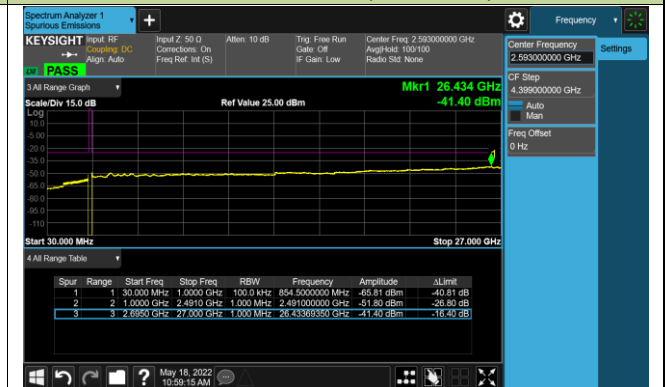 Spectrum Analyzer 1
Spurious Emissions
+
Frequency
KEYSIGHT
Input: RF
Coupling: DC
Align: Auto
Input Z: 50 Ω
Corrections: On
Freq Ref: Int (S)
Atten: 10 dB
Trig: Free Run
Gate: Off
IF Gain: Low
Center Freq: 2.593000000 GHz
Avg|Hold: 100/100
Radio Std: None
PASS
Center Frequency
2.593000000 GHz
Settings
CF Step
4.399000000 GHz
Auto
Man
Freq Offset
0 Hz
3 All Range Graph
Mkr1 26.434 GHz
Scale/Div 15.0 dB
Ref Value 25.00 dBm
-41.40 dBm
Log
10.0
-5.00
-20.0
-35.0
-50.0
-65.0
-80.0
-95.0
-110
1
Start 30.000 MHz
Stop 27.000 GHz
4 All Range Table
Spur Range Start Freq Stop Freq RBW Frequency Amplitude ΔLimit
1 1 30.000 MHz 1.0000 GHz 100.0 kHz 854.5000000 MHz -65.81 dBm -40.81 dB
2 2 1.0000 GHz 2.4910 GHz 1.000 MHz 2.491000000 GHz -51.80 dBm -26.80 dB
3 3 2.6950 GHz 27.000 GHz 1.000 MHz 26.43369350 GHz -41.40 dBm -16.40 dB
?
May 18, 2022
10:59:15 AM